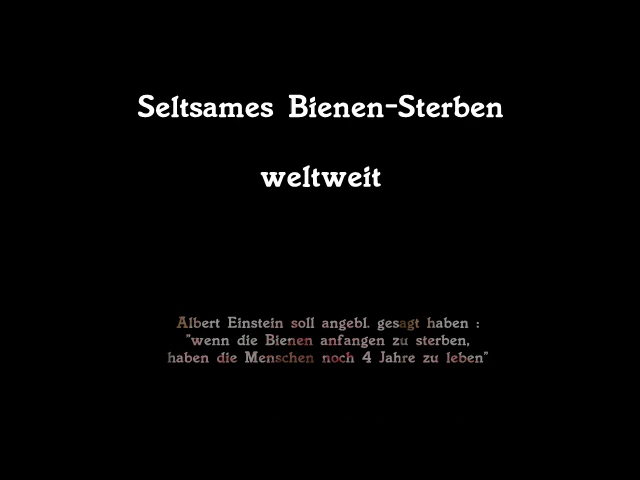 Seltsames Bienen-Sterben
weltweit
Albert Einstein soll angebl. gesagt haben :
"wenn die Bienen anfangen zu sterben,
haben die Menschen noch 4 Jahre zu leben"